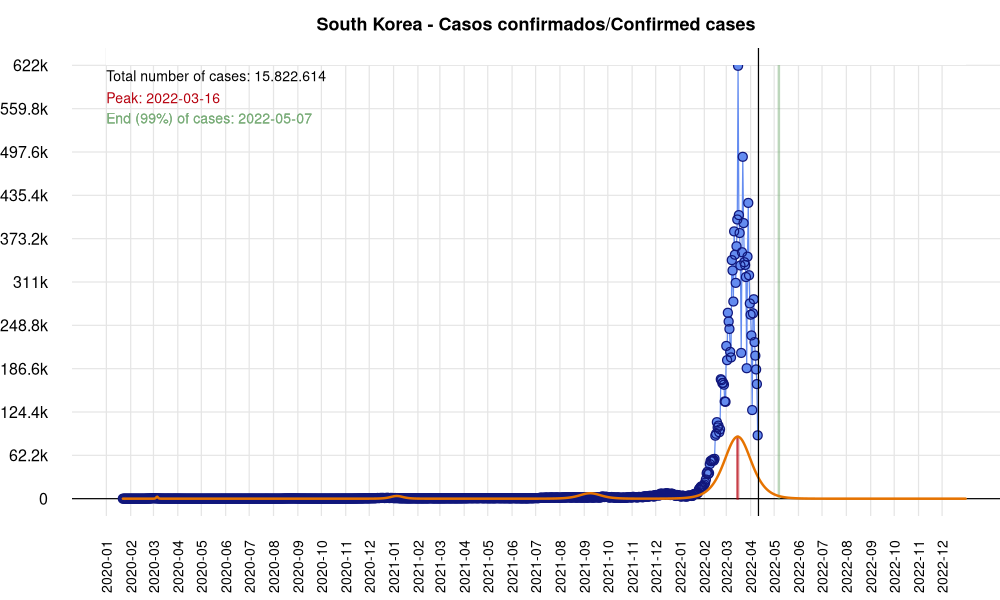 South Korea - Casos confirmados/Confirmed cases
Total number of cases: 15.822.614
Peak: 2022-03-16
End (99%) of cases: 2022-05-07
622k
559.8k
497.6k
435.4k
373.2k
311k
248.8k
186.6k
124.4k
62.2k
0
2020-01
2020-02
2020-03
2020-04
2020-05
2020-06
2020-07
2020-08
2020-09
2020-10
2020-11
2020-12
2021-01
2021-02
2021-03
2021-04
2021-05
2021-06
2021-07
2021-08
2021-09
2021-10
2021-11
2021-12
2022-01
2022-02
2022-03
2022-04
2022-05
2022-06
2022-07
2022-08
2022-09
2022-10
2022-11
2022-12